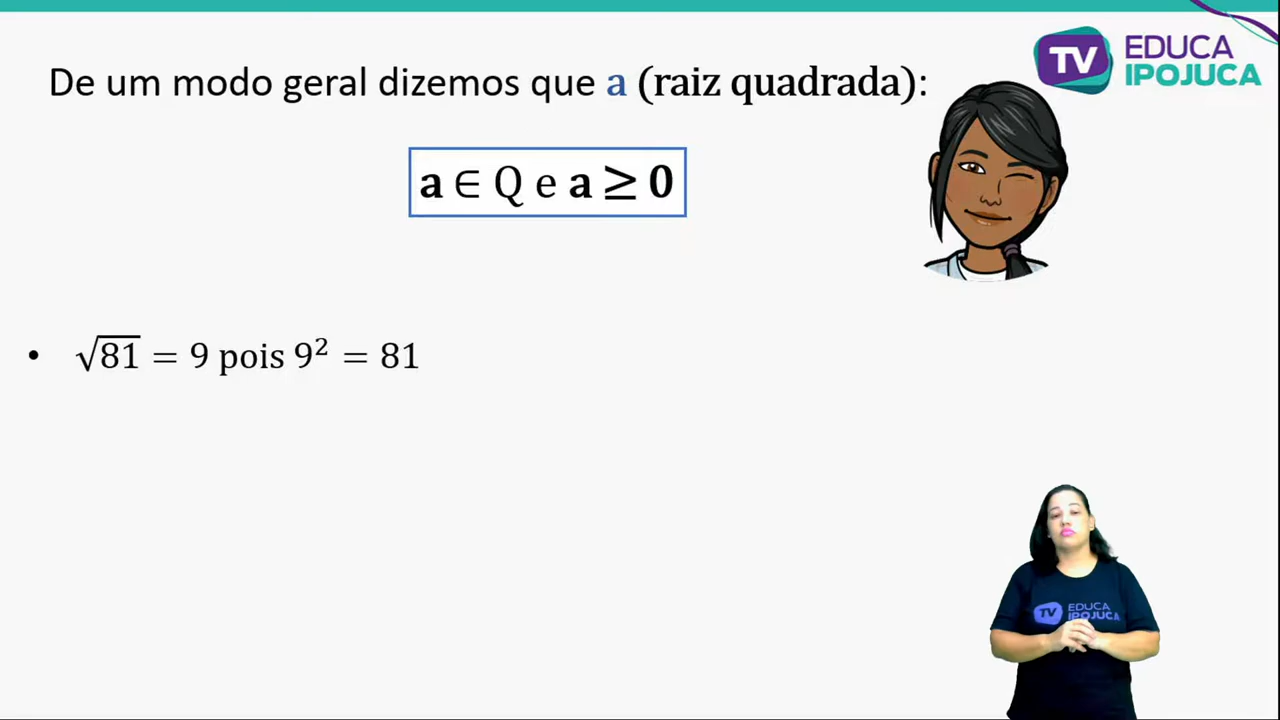 TV EDUCA IPOJUCA
De um modo geral dizemos que a (raiz quadrada):
a ∈ Q e a ≥ 0
• √81 = 9 pois 9² = 81
TV EDUCA IPOJUCA